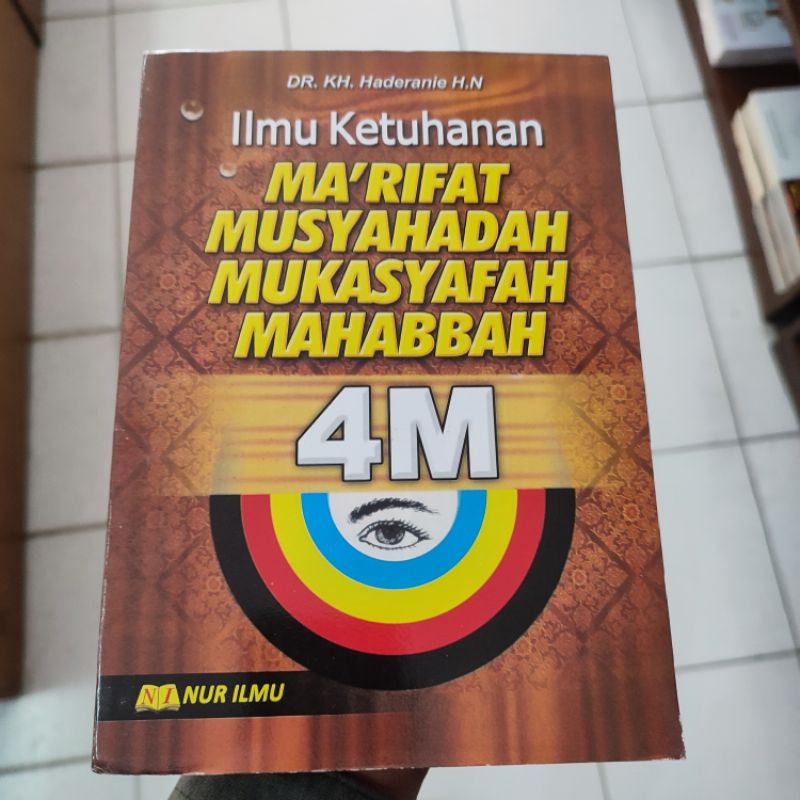 DR. KH. Haderanie H.N
Ilmu Ketuhanan
MA'RIFAT
MUSYAHADAH
MUKASYAFAH
MAHABBAH
4M
NI NUR ILMU